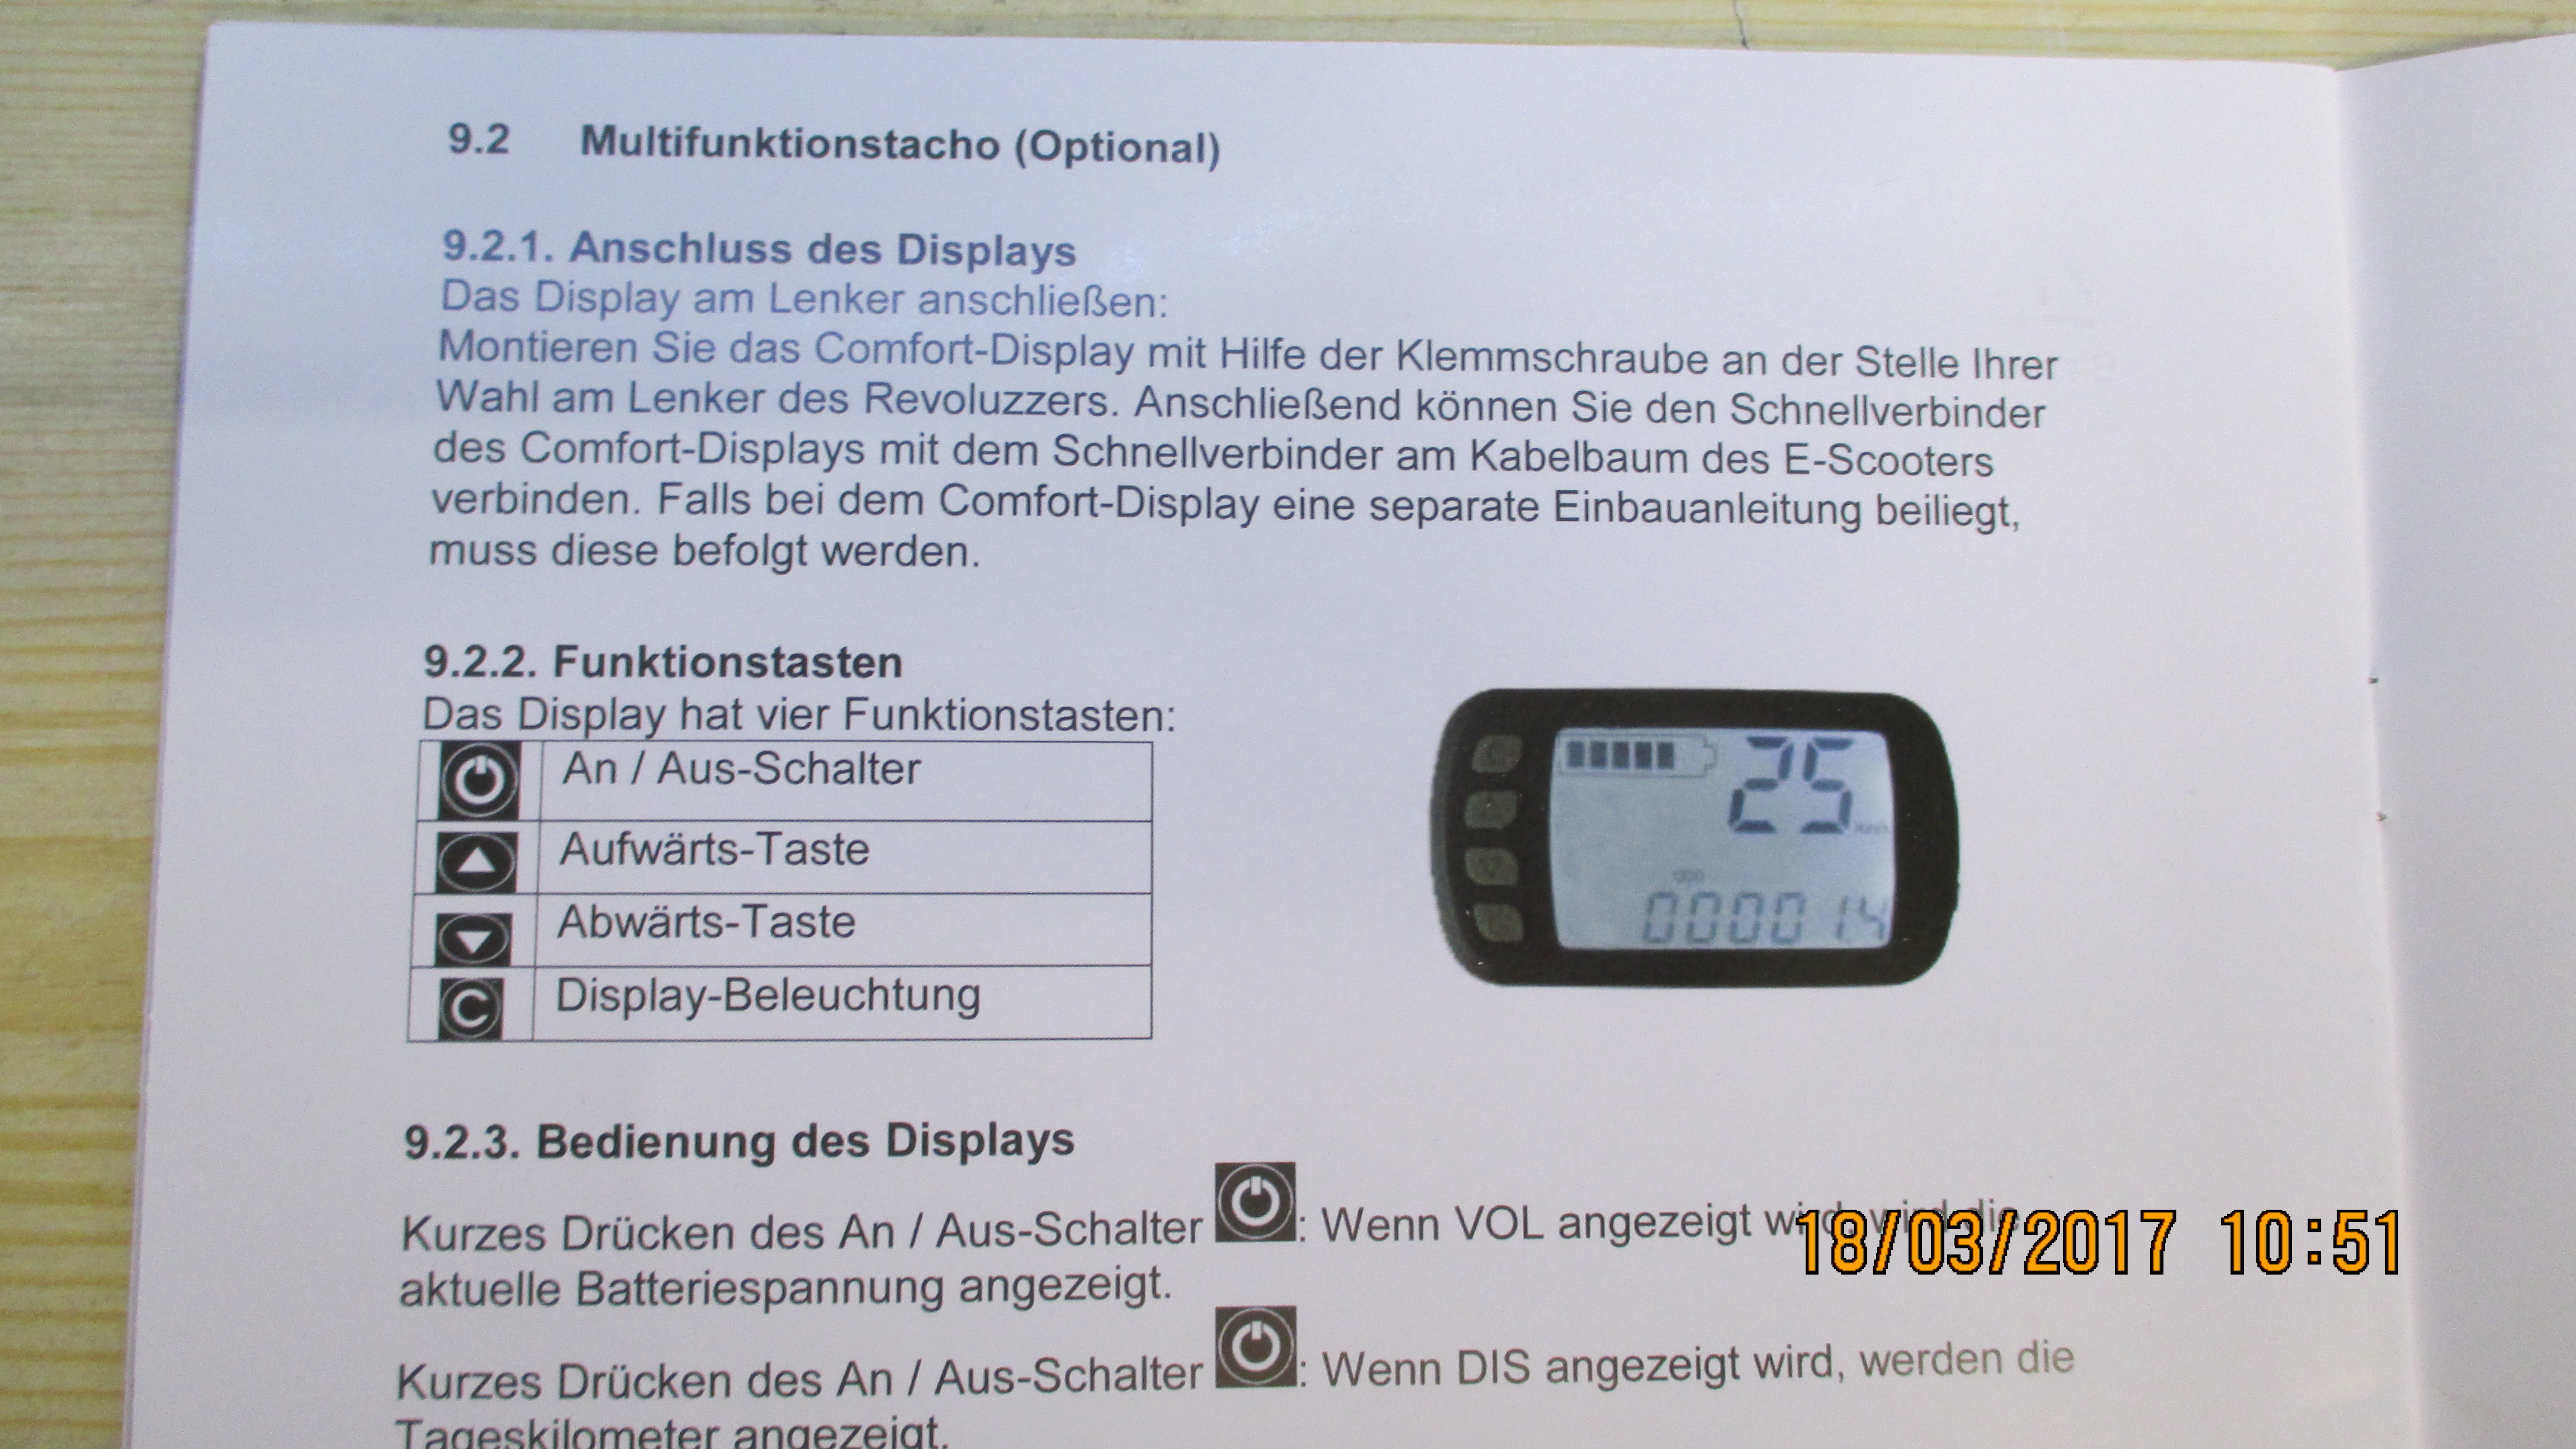 9.2 Multifunktionstacho (Optional)
9.2.1. Anschluss des Displays
Das Display am Lenker anschließen:
Montieren Sie das Comfort-Display mit Hilfe der Klemmschraube an der Stelle Ihrer
Wahl am Lenker des Revoluzzers. Anschließend können Sie den Schnellverbinder
des Comfort-Displays mit dem Schnellverbinder am Kabelbaum des E-Scooters
verbinden. Falls bei dem Comfort-Display eine separate Einbauanleitung beiliegt,
muss diese befolgt werden.
9.2.2. Funktionstasten
Das Display hat vier Funktionstasten:
An / Aus-Schalter
Aufwärts-Taste
Abwärts-Taste
C Display-Beleuchtung
25
000014
9.2.3. Bedienung des Displays
Kurzes Drücken des An / Aus-Schalter : Wenn VOL angezeigt wird, wird die
aktuelle Batteriespannung angezeigt.
18/03/2017 10:51
Kurzes Drücken des An / Aus-Schalter : Wenn DIS angezeigt wird, werden die
Tageskilometer angezeigt.